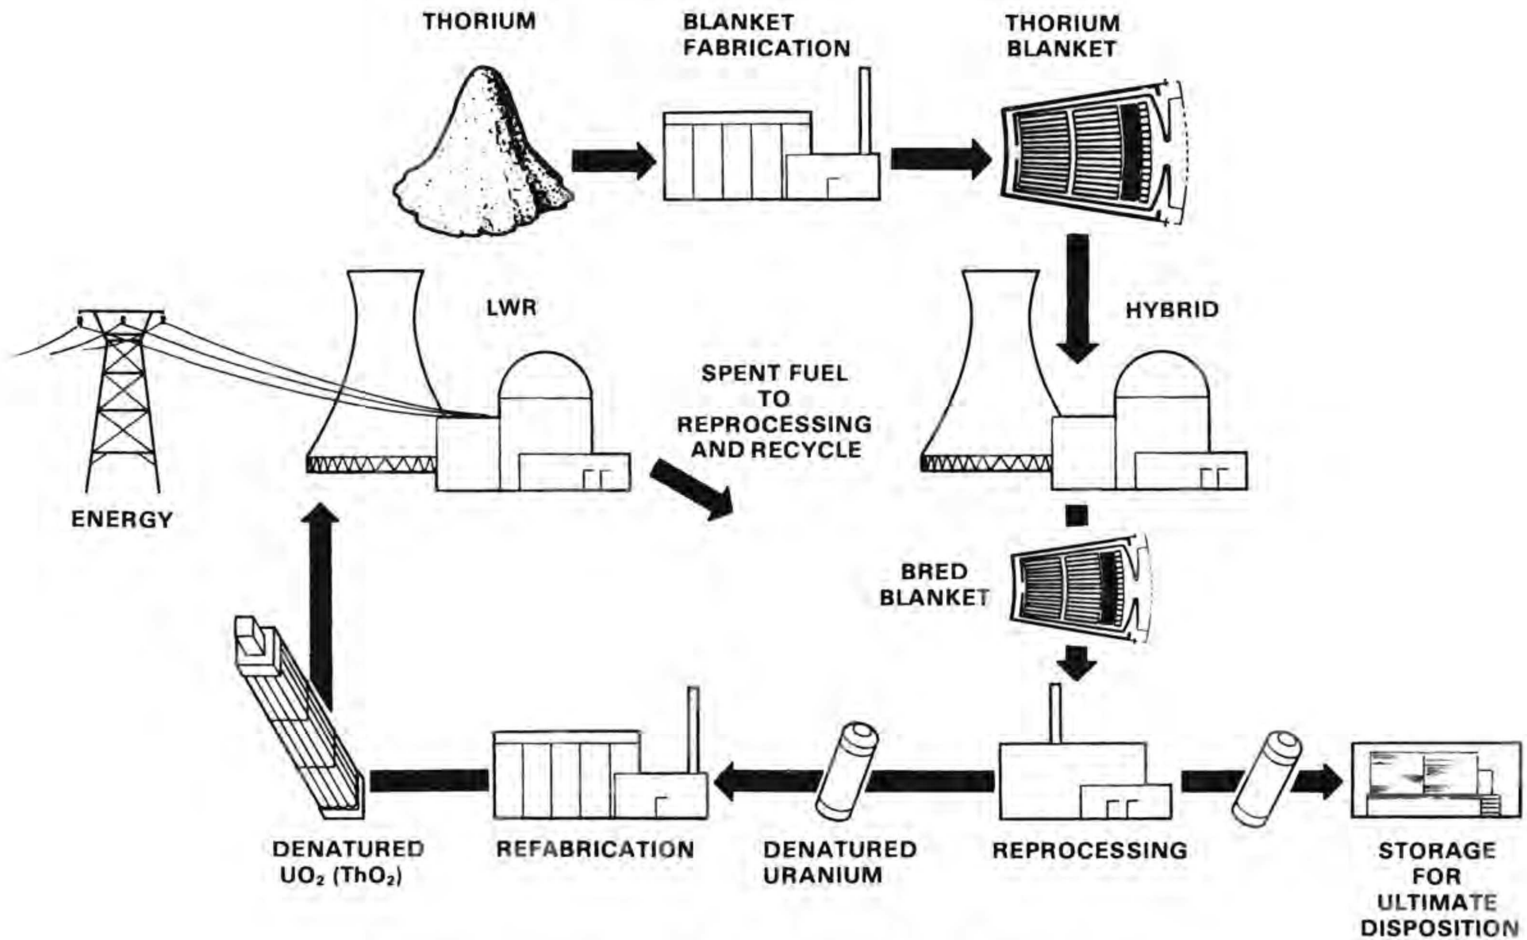 THORIUM
BLANKET
FABRICATION
THORIUM
BLANKET
LWR
HYBRID
SPENT FUEL
TO
REPROCESSING
AND RECYCLE
ENERGY
BRED
BLANKET
DENATURED
UO₂ (ThO₂)
REFABRICATION
DENATURED
URANIUM
REPROCESSING
STORAGE
FOR
ULTIMATE
DISPOSITION